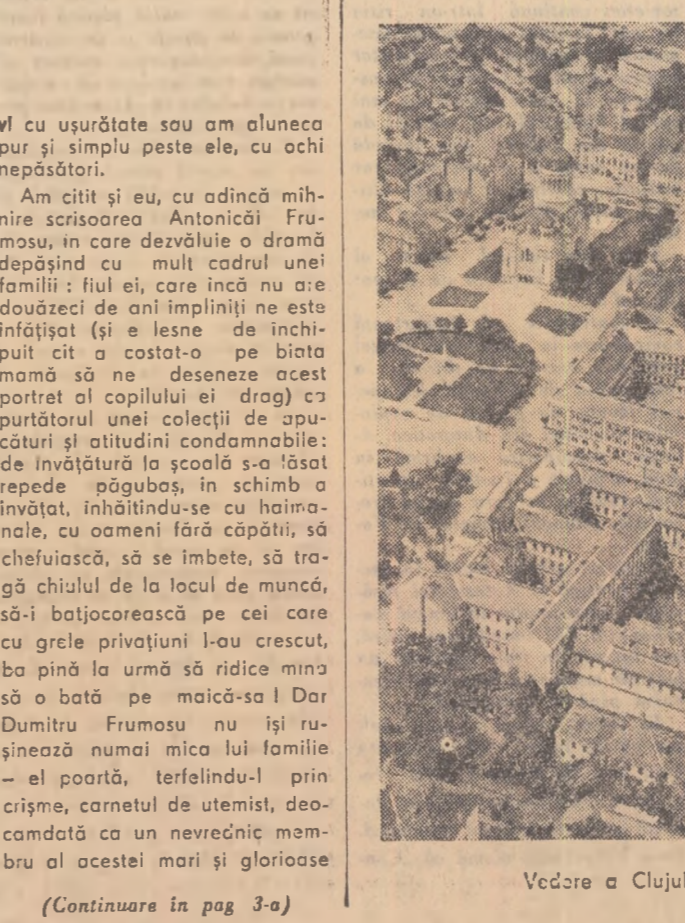 vi cu ușurătate sau am aluneca
pur și simplu peste ele, cu ochi
nepăsători.
Am citit și eu, cu adîncă mîh-
nire scrisoarea Antonicăi Fru-
mosu, în care dezvăluie o dramă
depășind cu mult cadrul unei
familii : fiul ei, care încă nu are
douăzeci de ani împliniți ne este
înfățișat (și e lesne de închi-
puit cît a costat-o pe biata
mamă să ne deseneze acest
portret al copilului ei drag) ca
purtătorul unei colecții de apu-
cături și atitudini condamnabile:
de învățătură la școală s-a lăsat
repede păgubaș, în schimb a
învățat, înhăitîndu-se cu haima-
nale, cu oameni fără căpătîi, să
chefuiască, să se îmbete, să tra-
gă chiulul de la locul de muncă,
să-i batjocorească pe cei care
cu grele privațiuni l-au crescut,
ba pînă la urmă să ridice mîna
să o bată pe maică-sa ! Dar
Dumitru Frumosu nu își ru-
șinează numai mica lui familie
– el poartă, terfelindu-l prin
crîșme, carnetul de utemist, deo-
camdată ca un nevrednic mem-
bru al acestei mari și glorioase
(Continuare în pag 3-a)
Vedere a Clujul